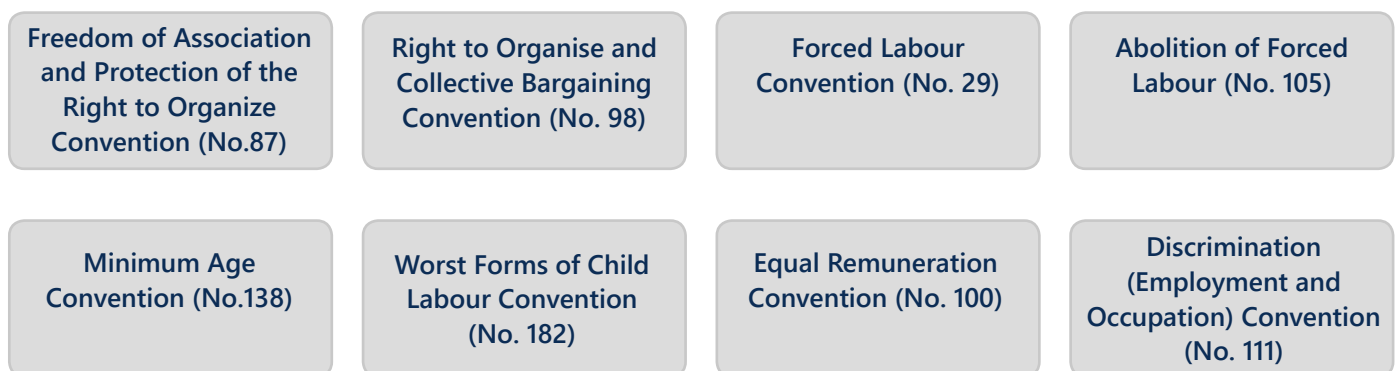 Freedom of Association
and Protection of the
Right to Organize
Convention (No.87)
Right to Organise and
Collective Bargaining
Convention (No. 98)
Forced Labour
Convention (No. 29)
Abolition of Forced
Labour (No. 105)
Minimum Age
Convention (No.138)
Worst Forms of Child
Labour Convention
(No. 182)
Equal Remuneration
Convention (No. 100)
Discrimination
(Employment and
Occupation) Convention
(No. 111)